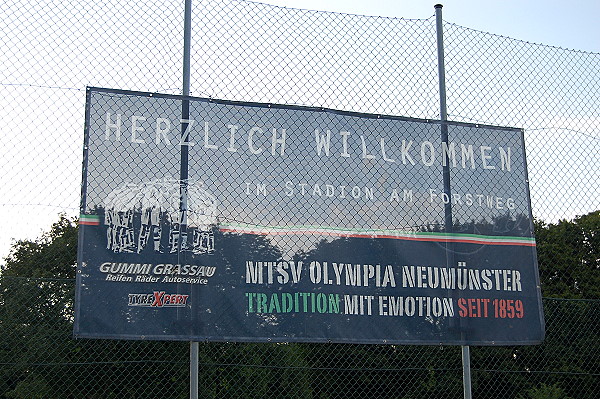 HERZLICH WILLKOMMEN
IM STADION AM FORSTWEG
GUMMI GRASSAU
Reifen Räder Autoservice
TYREXPERT
MTSV OLYMPIA NEUMÜNSTER
TRADITION MIT EMOTION SEIT 1859